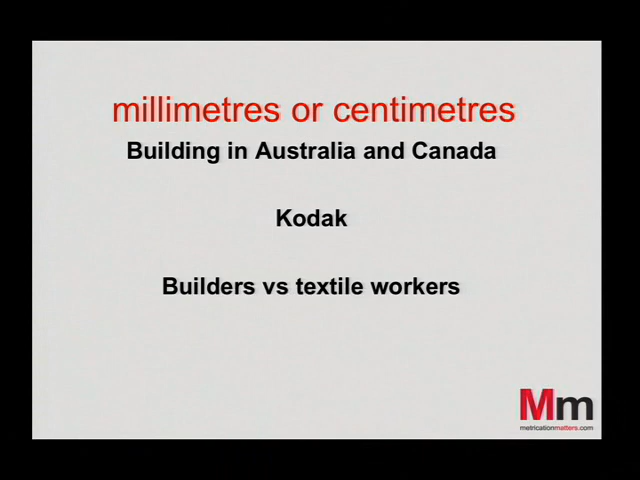 millimetres or centimetres
Building in Australia and Canada
Kodak
Builders vs textile workers
Mm
metricationmatters.com